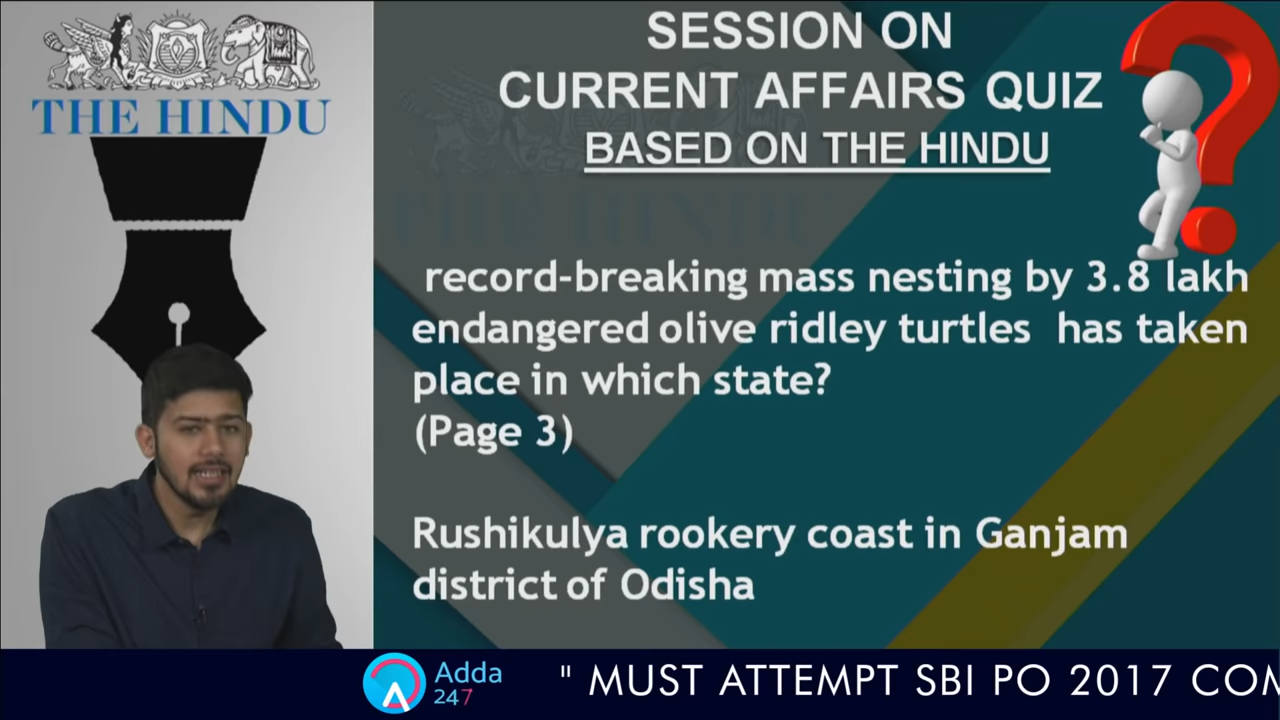 THE HINDU
SESSION ON
CURRENT AFFAIRS QUIZ
BASED ON THE HINDU
record-breaking mass nesting by 3.8 lakh
endangered olive ridley turtles has taken
place in which state?
(Page 3)
Rushikulya rookery coast in Ganjam
district of Odisha
Adda
247
" MUST ATTEMPT SBI PO 2017 COM